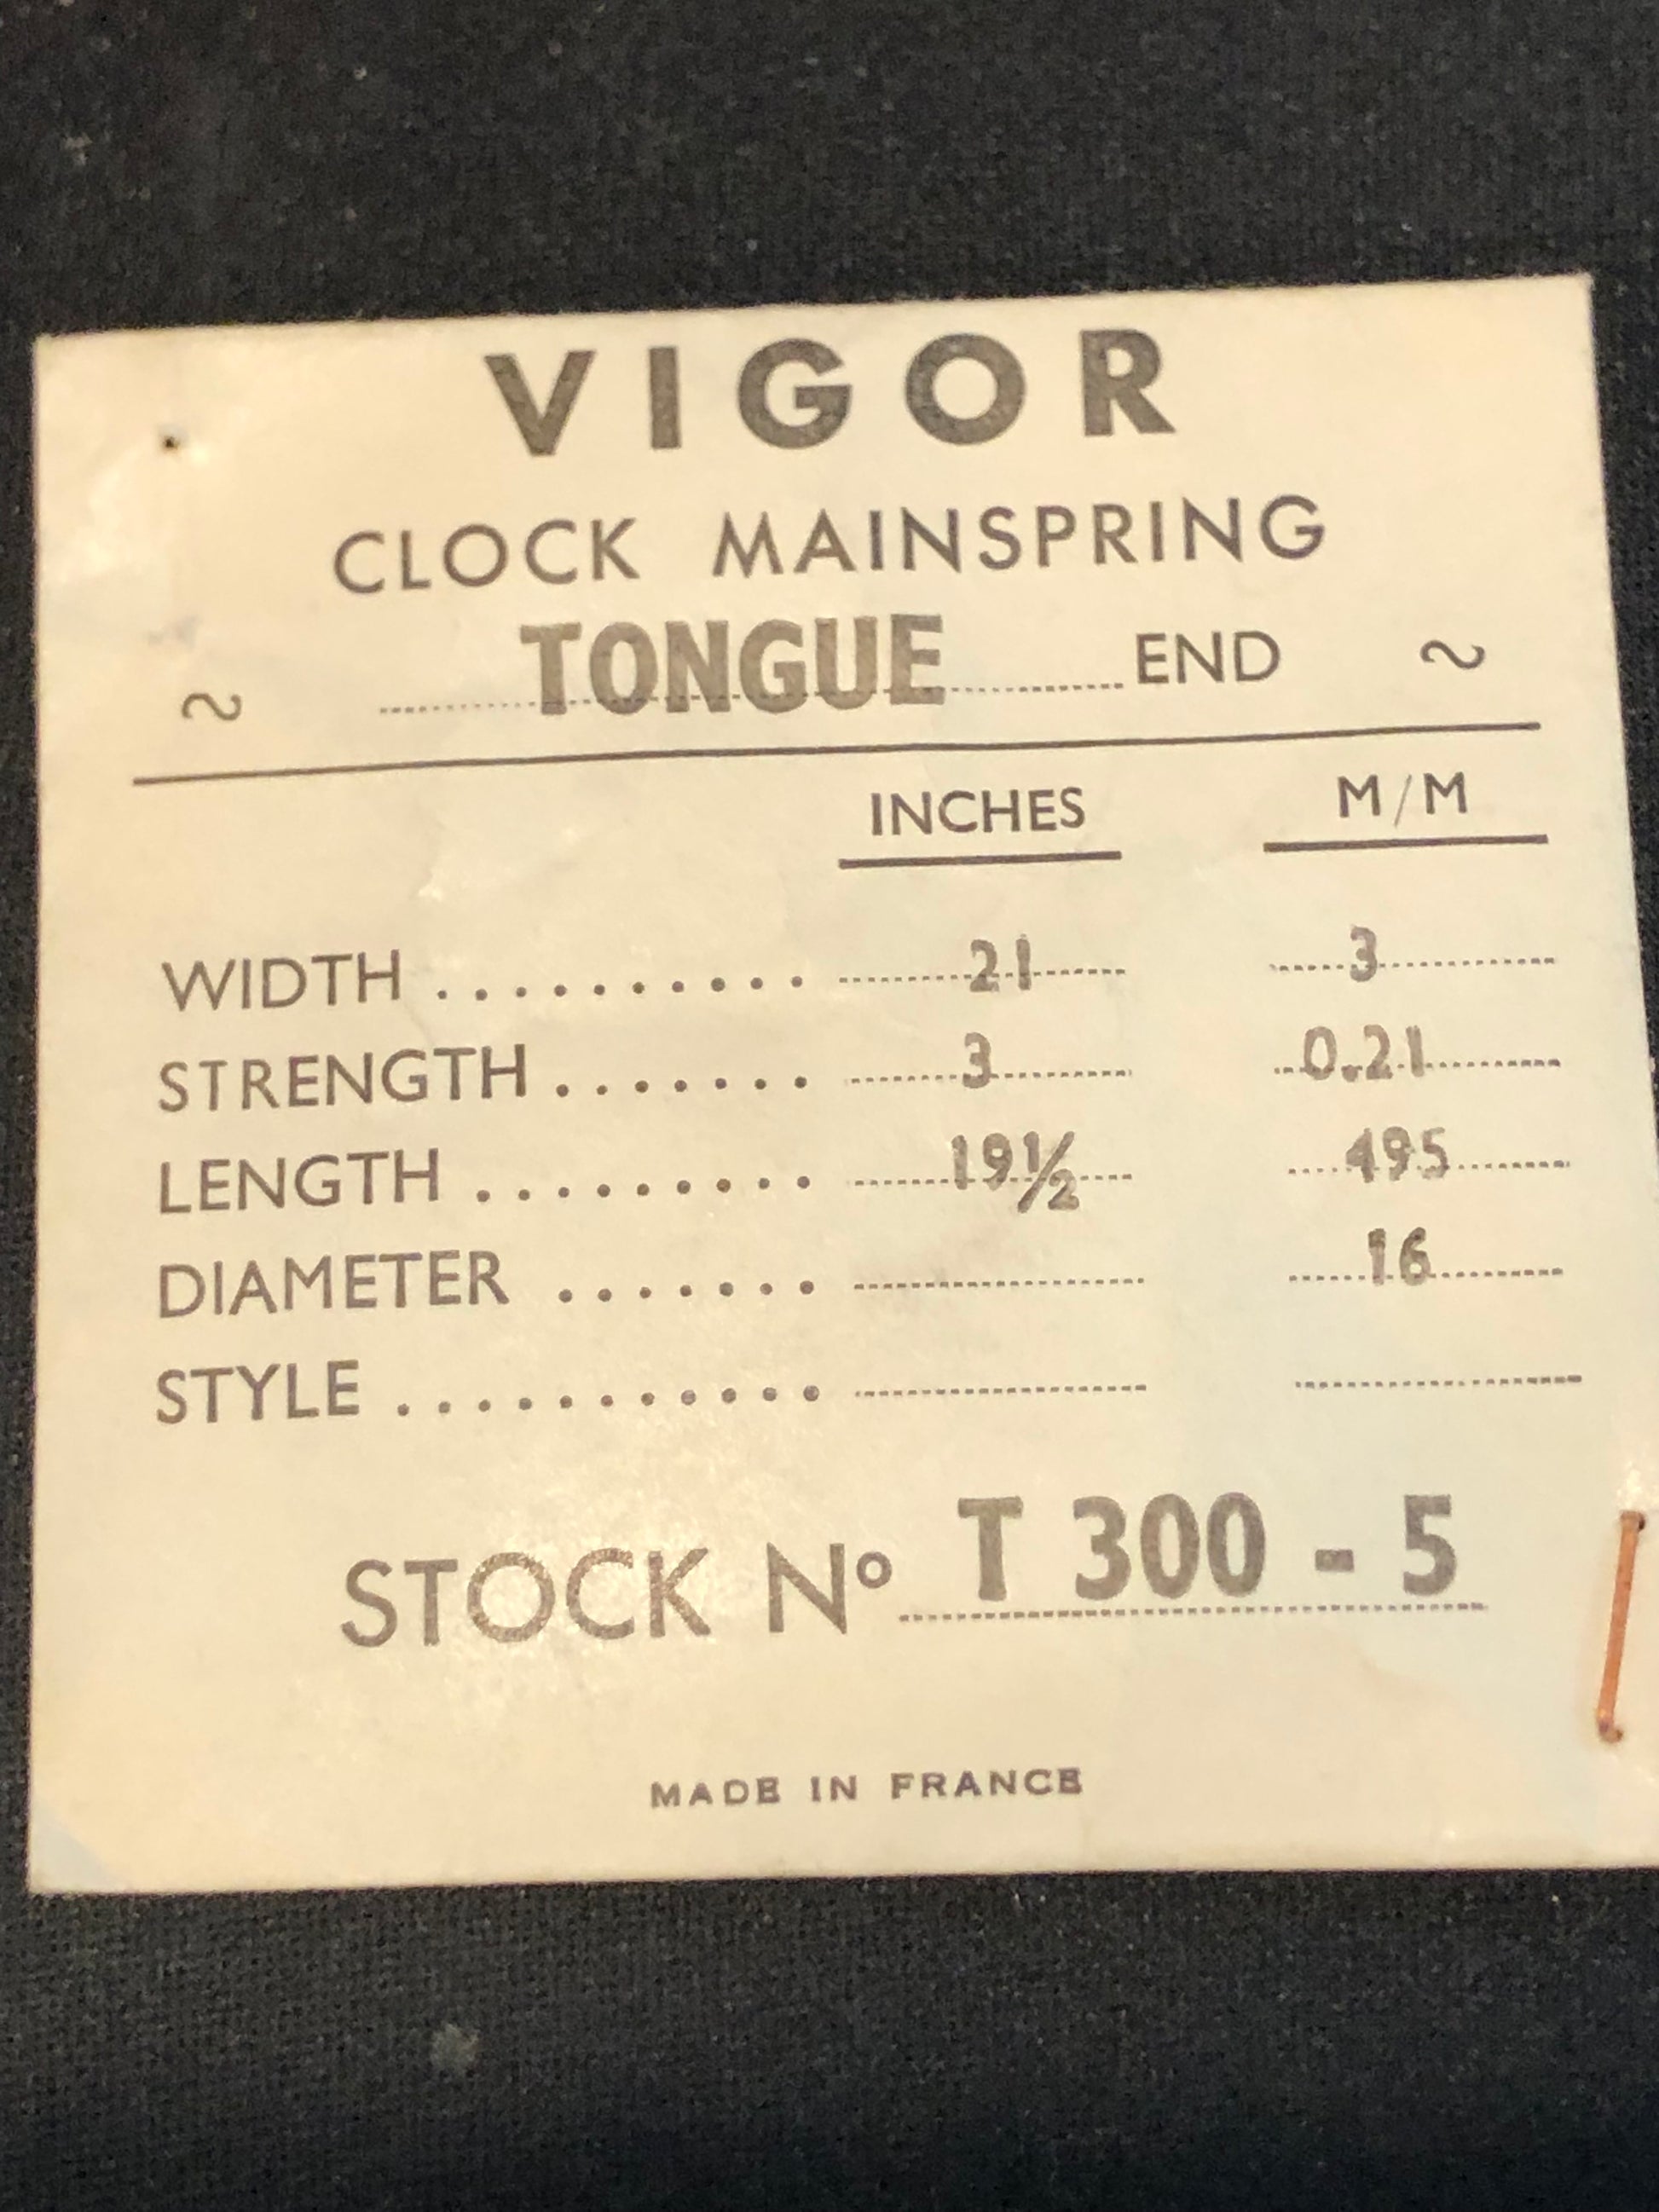 VIGOR
CLOCK MAINSPRING
~ TONGUE END ~
INCHES M/M
WIDTH .......... 21 3
STRENGTH ....... 3 0.21
LENGTH ......... 19½ 495
DIAMETER ....... 16
STYLE ...........
STOCK Nº T 300 - 5
MADE IN FRANCE